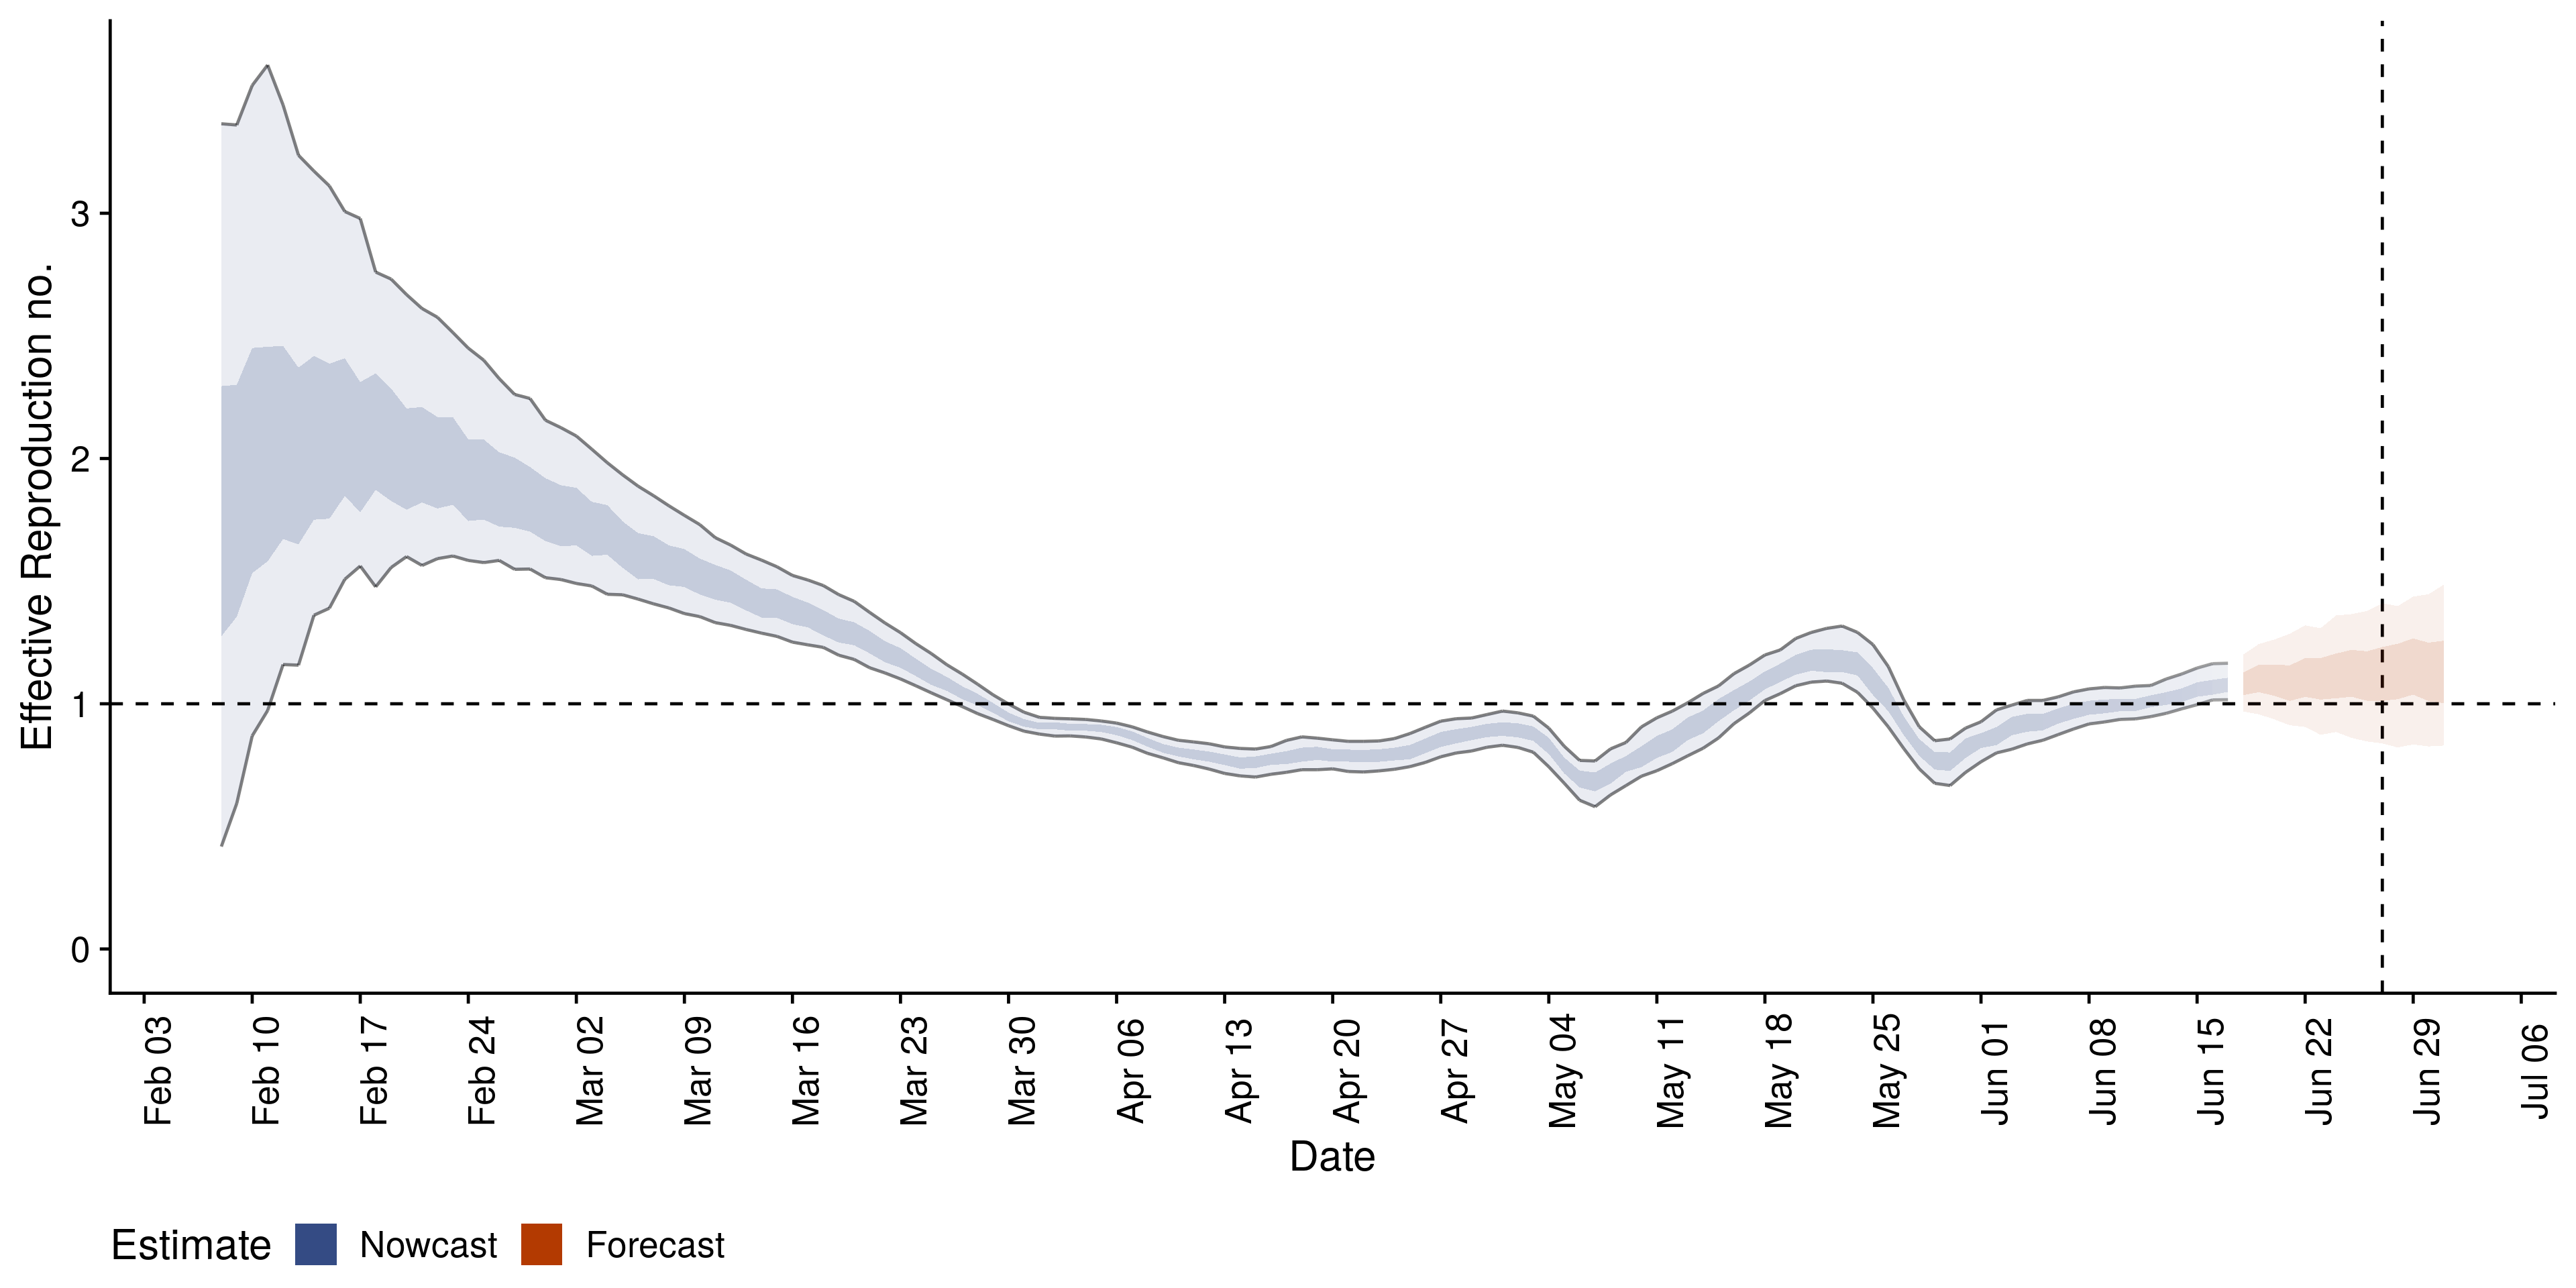 Effective Reproduction no.
3
2
1
0
Feb 03
Feb 10
Feb 17
Feb 24
Mar 02
Mar 09
Mar 16
Mar 23
Mar 30
Apr 06
Apr 13
Apr 20
Apr 27
May 04
May 11
May 18
May 25
Jun 01
Jun 08
Jun 15
Jun 22
Jun 29
Jul 06
Date
Estimate Nowcast Forecast